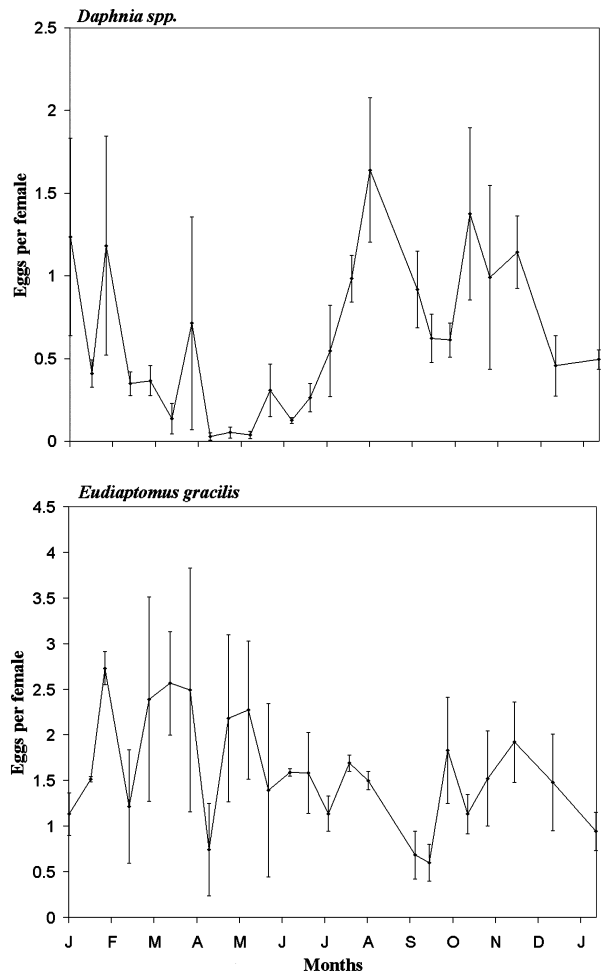 Daphnia spp.
2.5
2
1.5
1
0.5
0
Eggs per female
Eudiaptomus gracilis
4.5
4
3.5
3
2.5
2
1.5
1
0.5
0
Eggs per female
J F M A M J J A S O N D J
Months